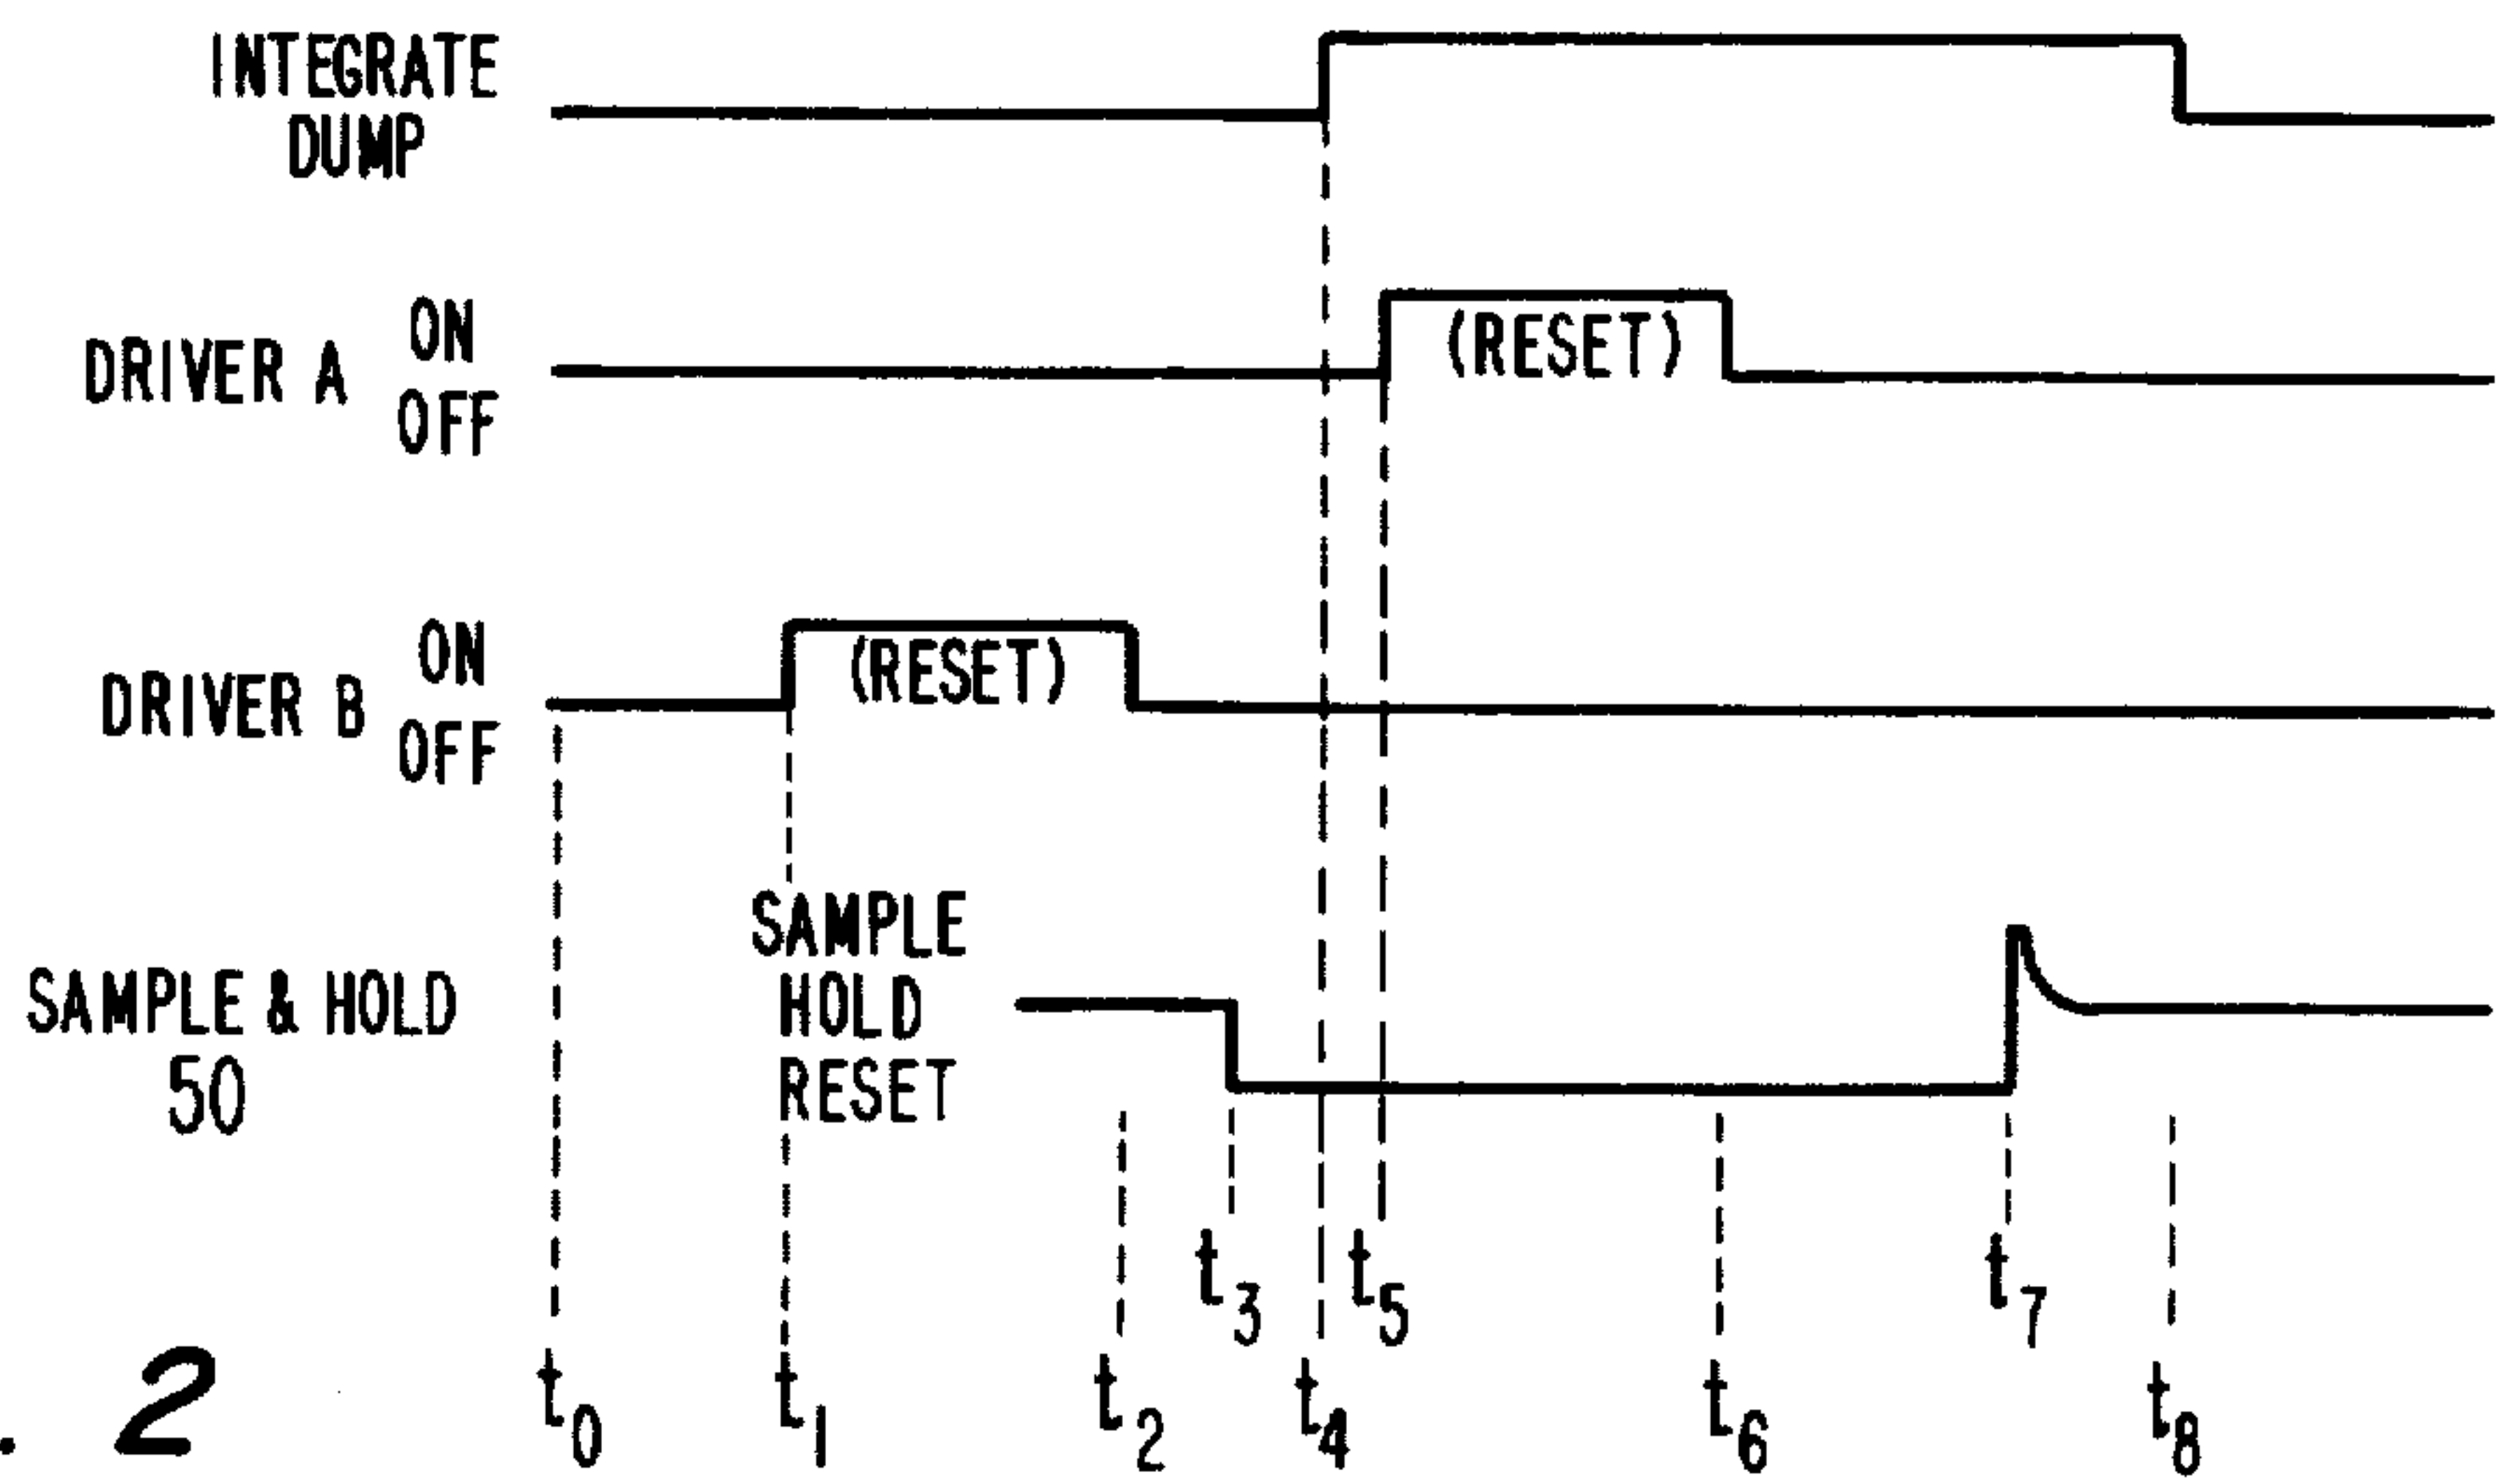 INTEGRATE
DUMP
DRIVER A
ON
OFF
(RESET)
DRIVER B
ON
OFF
(RESET)
SAMPLE & HOLD
50
SAMPLE
HOLD
RESET
t3
t5
t7
t0
t1
t2
t4
t6
t8
. 2